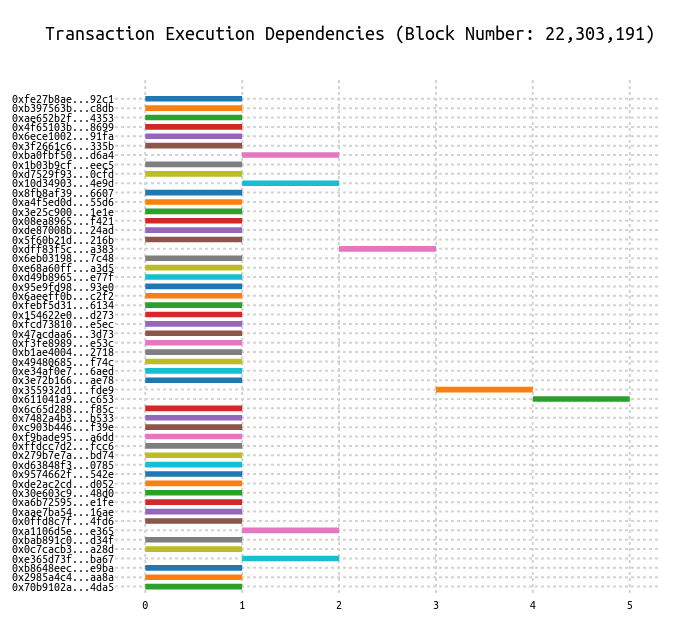 Transaction Execution Dependencies (Block Number: 22,303,191)
0xfe27b8ae...92c1
0xb397563b...c8db
0xae652b2f...4353
0x4f65103b...8699
0x6ece1002...91fa
0x3f2661c6...335b
0xba0fbf50...d6a4
0x1b03b9cf...eec5
0xd7529f93...0cfd
0x10d34903...4e9d
0x8fb8af39...6607
0xa4f5ed0d...55d6
0x3e25c900...1e1e
0x08ea8965...f421
0xde87008b...24ad
0x5f60b21d...216b
0xdff83f5c...a383
0x6eb03198...7c48
0xe68a60ff...a3d5
0xd49b8965...e77f
0x95e9fd98...93e0
0x6aeeff0b...c2f2
0xfebf5d31...6134
0x154622e0...d273
0xfcd73810...e5ec
0x47acdaa6...3d73
0xf3fe8989...e53c
0xb1ae4004...2718
0x49480685...f74c
0xe34af0e7...6aed
0x3e72b166...ae78
0x355932d1...fde9
0x611041a9...c653
0x6c65d288...f85c
0x7482a4b3...b533
0xc903b446...f39e
0xf9bade95...a6dd
0xffdcc7d2...fcc6
0x279b7e7a...bd74
0xd63848f3...0785
0x9574662f...542e
0xde2ac2cd...d052
0x30e603c9...48d0
0xa6b72595...e1fe
0xaae7ba54...16ae
0x0ffd8c7f...4fd6
0xa1106d5e...e365
0xbab891c0...d34f
0x0c7cacb3...a28d
0xe365d73f...ba67
0xb8648eec...e9ba
0x2985a4c4...aa8a
0x70b9102a...4da5
0 1 2 3 4 5